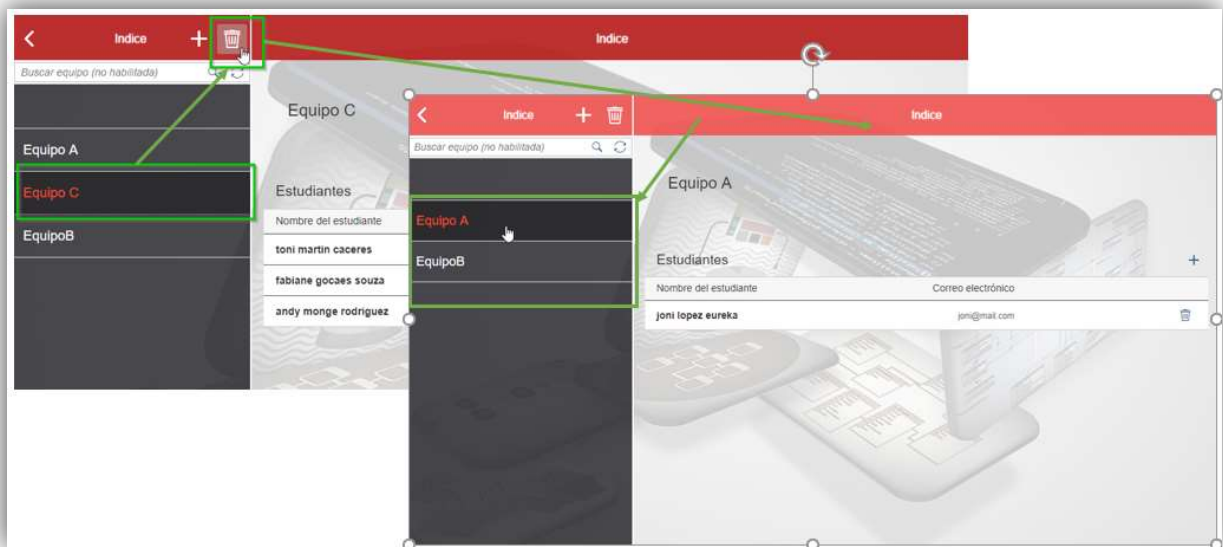 Indice
Indice
Buscar equipo (no habilitada)
Equipo A
Equipo C
EquipoB
Equipo C
Estudiantes
Nombre del estudiante
toni martin caceres
fabiane gocaes souza
andy monge rodriguez
Indice
Indice
Buscar equipo (no habilitada)
Equipo A
EquipoB
Equipo A
Estudiantes
Nombre del estudiante Correo electrónico
joni lopez eureka joni@mail.com